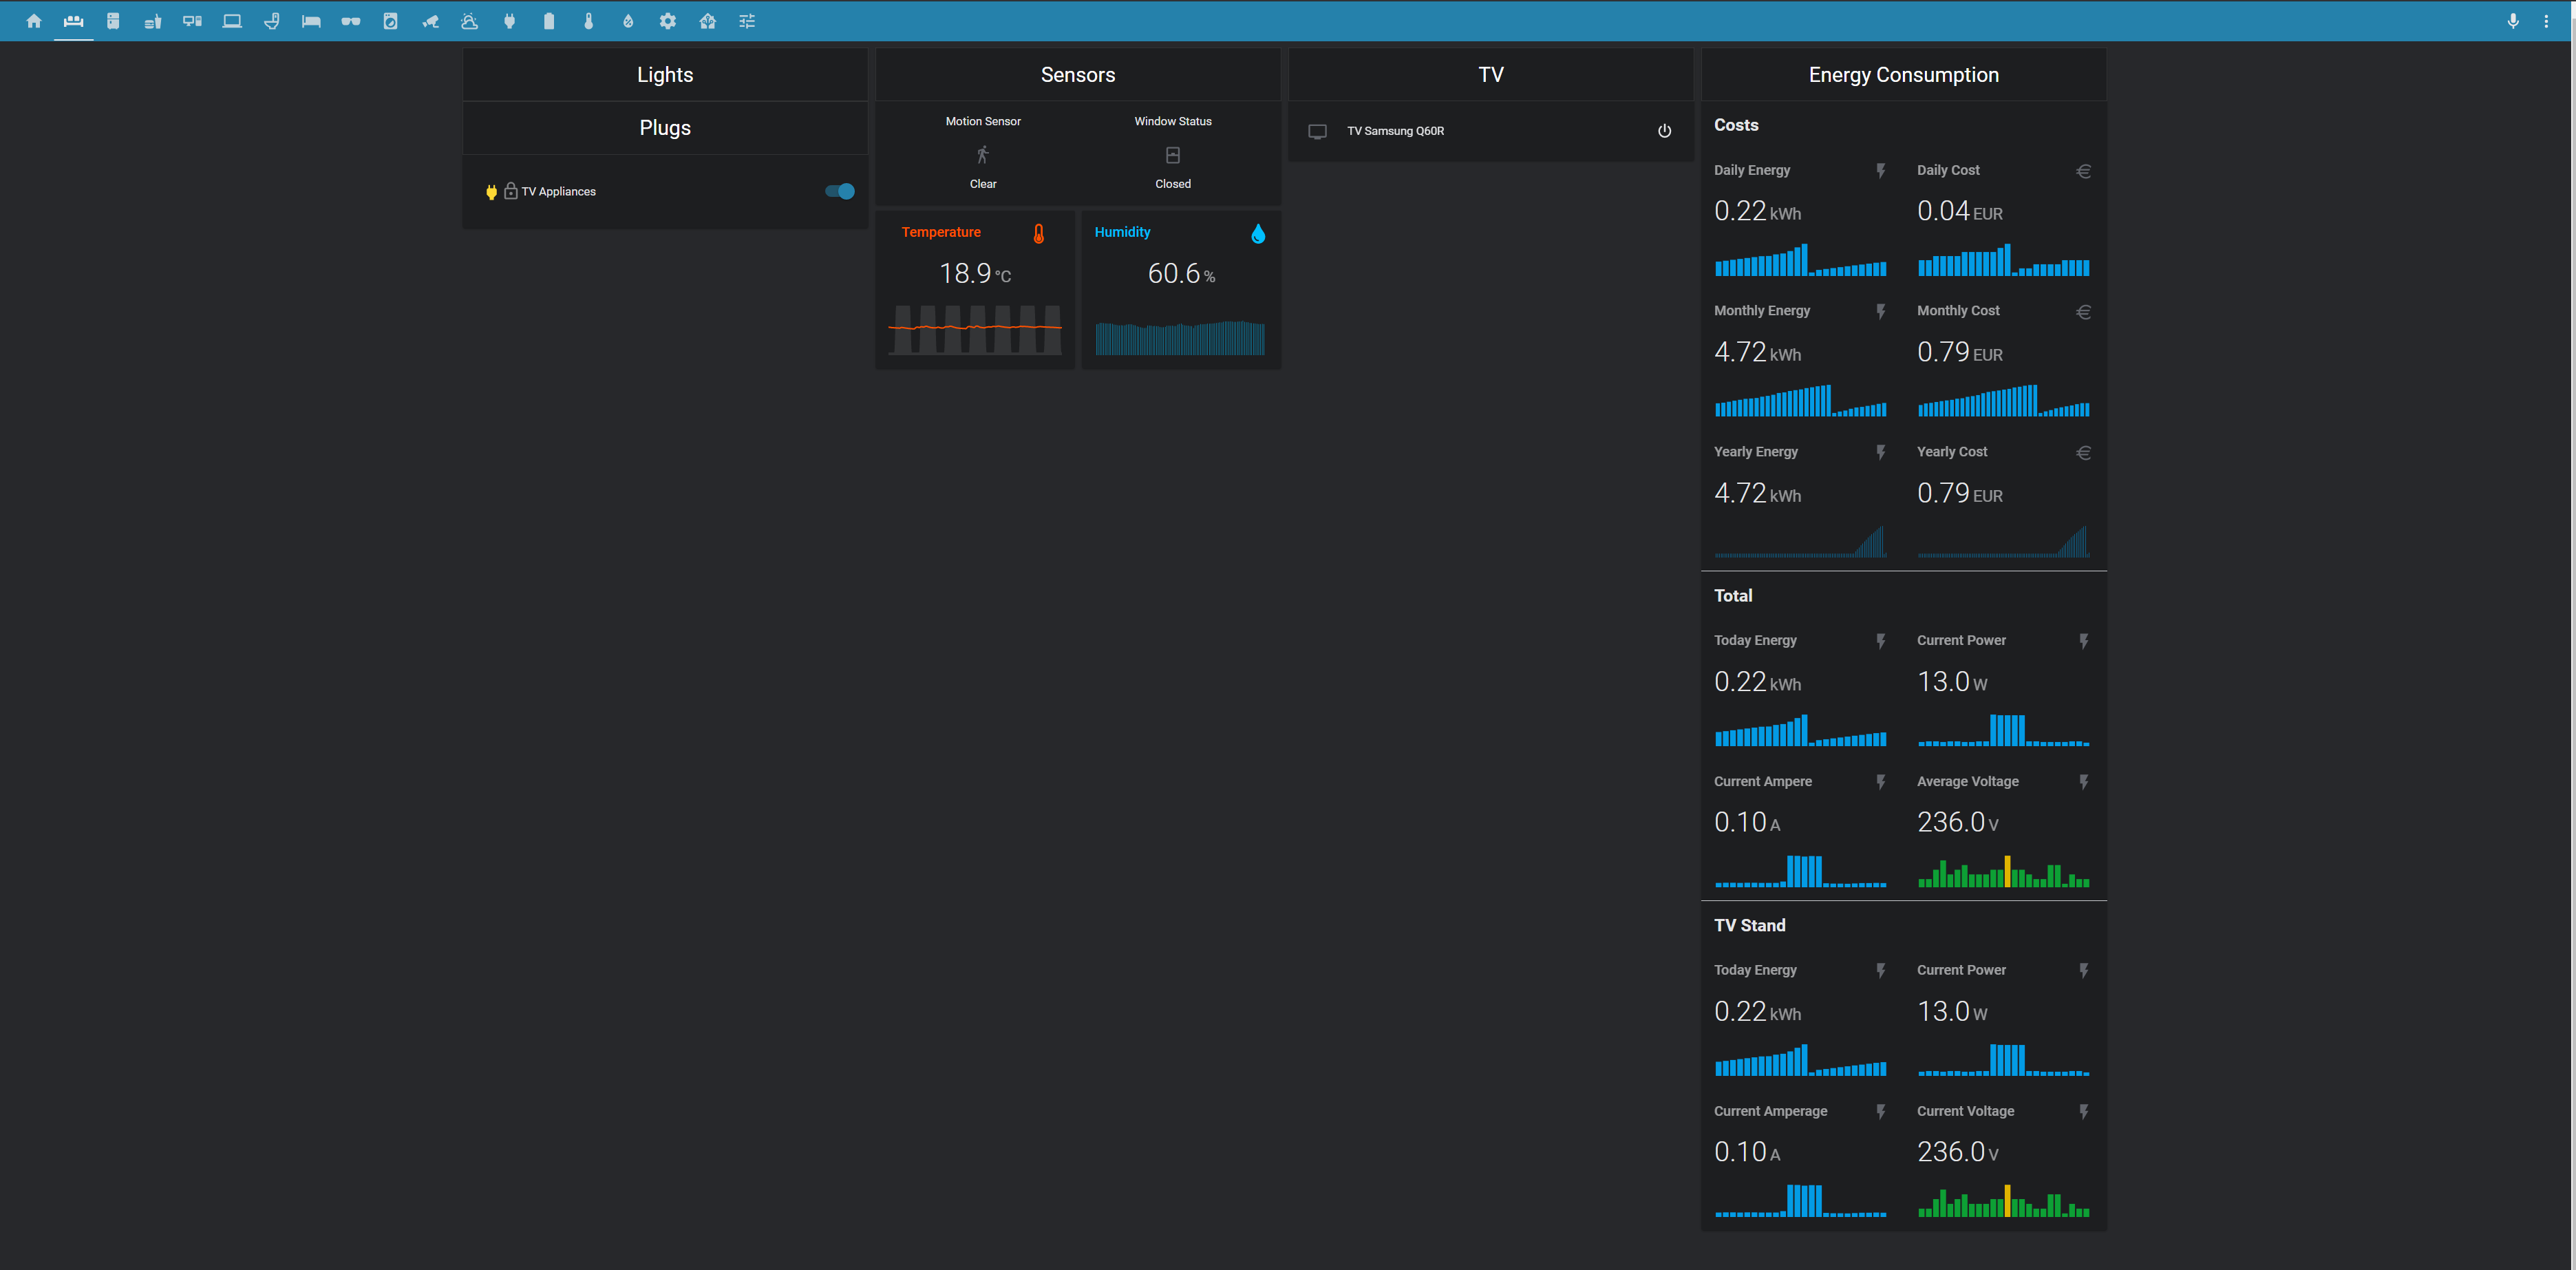 Lights
Plugs
TV Appliances
Sensors
Motion Sensor
Window Status
Clear
Closed
Temperature
18.9 °C
Humidity
60.6 %
TV
TV Samsung Q60R
Energy Consumption
Costs
Daily Energy
0.22 kWh
Daily Cost
0.04 EUR
Monthly Energy
4.72 kWh
Monthly Cost
0.79 EUR
Yearly Energy
4.72 kWh
Yearly Cost
0.79 EUR
Total
Today Energy
0.22 kWh
Current Power
13.0 W
Current Ampere
0.10 A
Average Voltage
236.0 V
TV Stand
Today Energy
0.22 kWh
Current Power
13.0 W
Current Amperage
0.10 A
Current Voltage
236.0 V